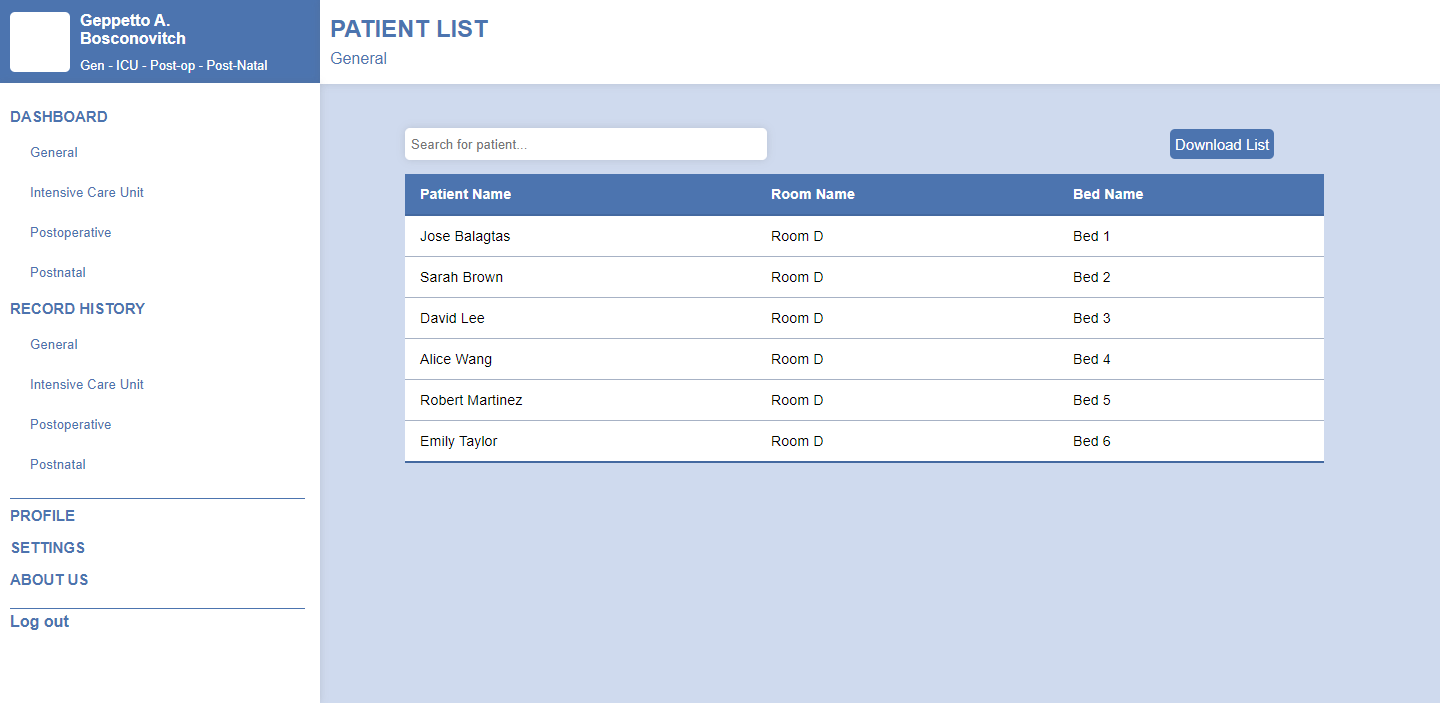 Geppetto A.
Bosconovitch
Gen - ICU - Post-op - Post-Natal
DASHBOARD
General
Intensive Care Unit
Postoperative
Postnatal
RECORD HISTORY
General
Intensive Care Unit
Postoperative
Postnatal
PROFILE
SETTINGS
ABOUT US
Log out
PATIENT LIST
General
Search for patient...
Download List
Patient Name Room Name Bed Name
Jose Balagtas Room D Bed 1
Sarah Brown Room D Bed 2
David Lee Room D Bed 3
Alice Wang Room D Bed 4
Robert Martinez Room D Bed 5
Emily Taylor Room D Bed 6